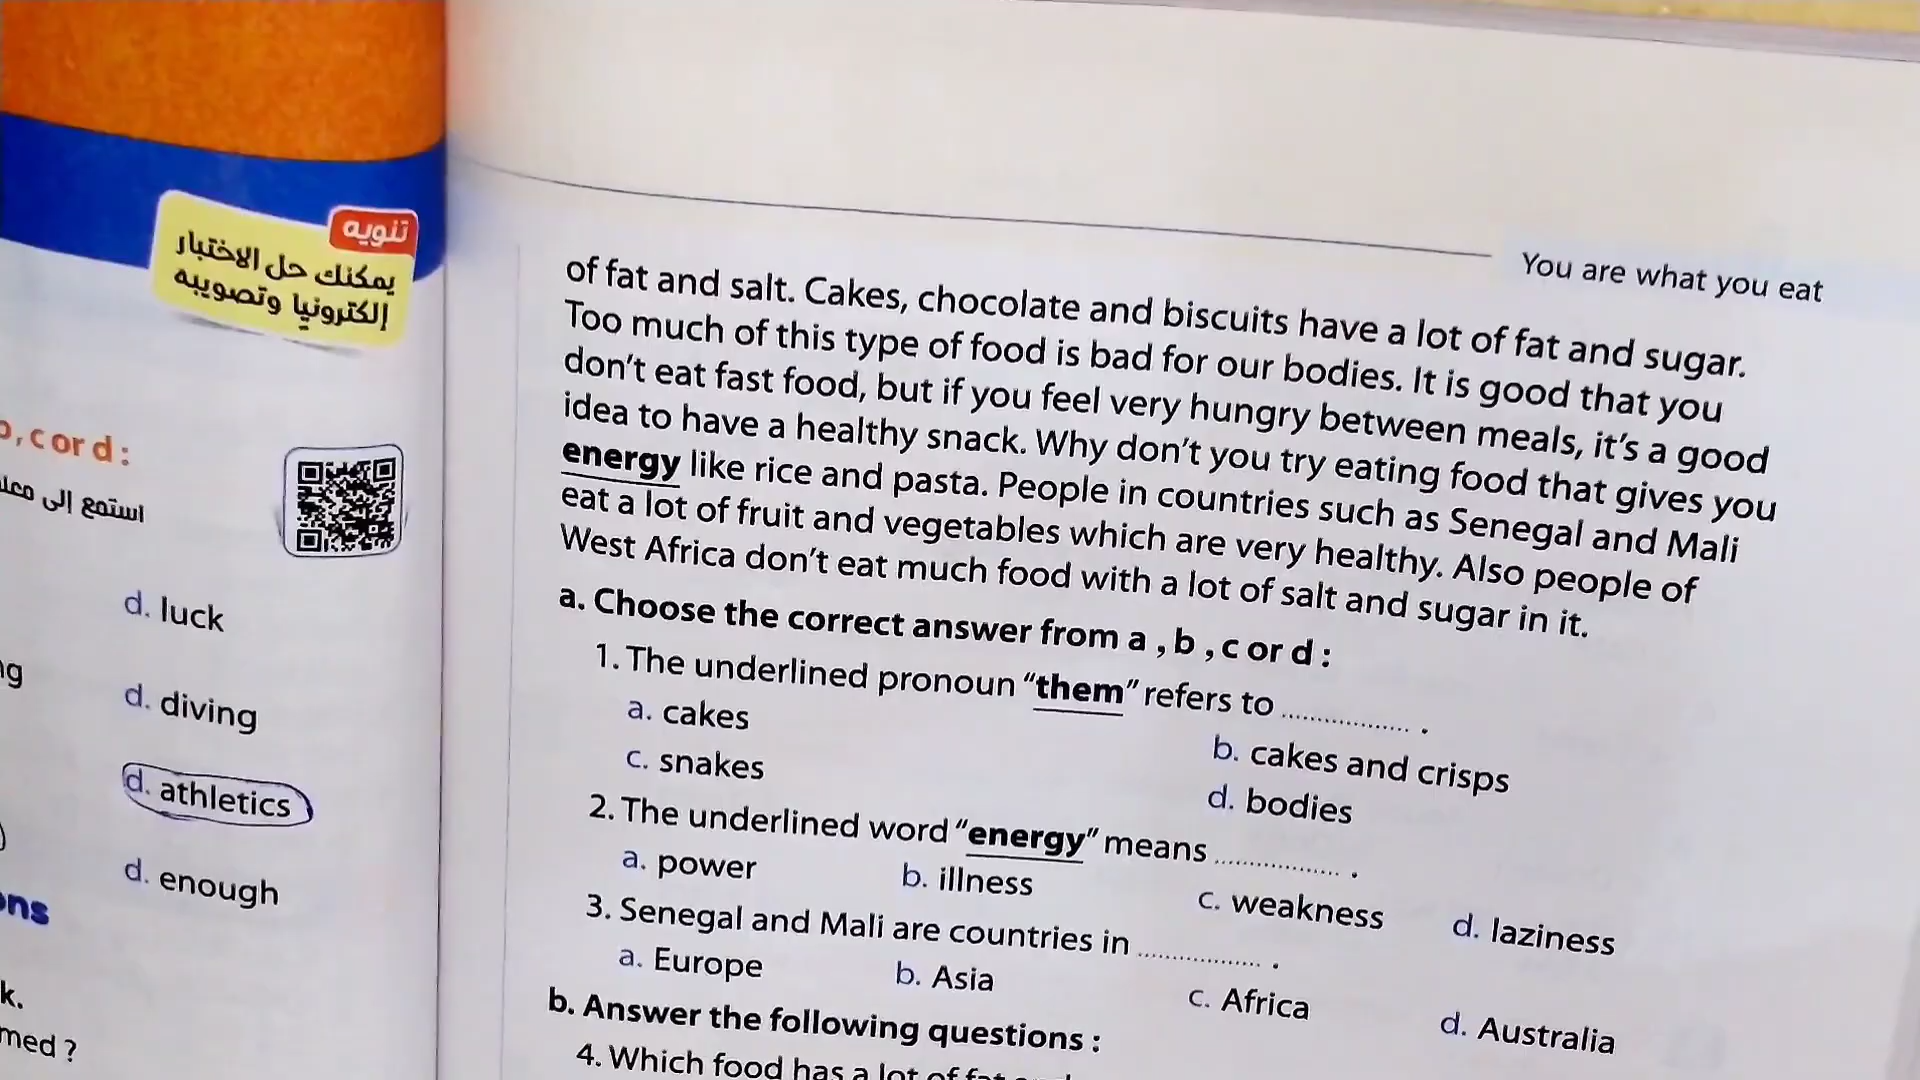 تنويه
يمكنك حل الاختبار
إلكترونيا وتصويبه
, c or d :
استمع إلى
d. luck
d. diving
d. athletics
d. enough
k.
You are what you eat
of fat and salt. Cakes, chocolate and biscuits have a lot of fat and sugar.
Too much of this type of food is bad for our bodies. It is good that you
don't eat fast food, but if you feel very hungry between meals, it's a good
idea to have a healthy snack. Why don't you try eating food that gives you
energy like rice and pasta. People in countries such as Senegal and Mali
eat a lot of fruit and vegetables which are very healthy. Also people of
West Africa don't eat much food with a lot of salt and sugar in it.
a. Choose the correct answer from a , b , c or d :
1. The underlined pronoun "them" refers to ................ .
a. cakes
b. cakes and crisps
c. snakes
d. bodies
2. The underlined word "energy" means ................ .
a. power
b. illness
c. weakness
d. laziness
3. Senegal and Mali are countries in ................ .
a. Europe
b. Asia
c. Africa
d. Australia
b. Answer the following questions :
4. Which food has a lot of fat